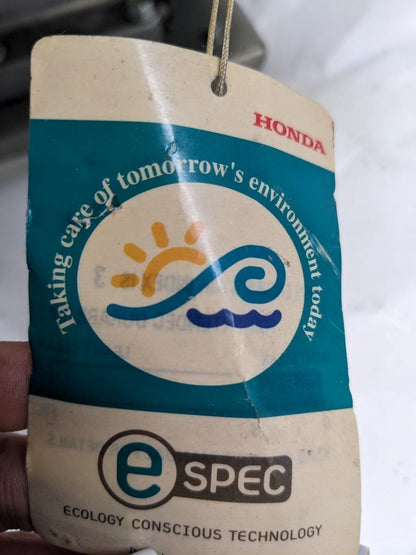 HONDA
Taking care of tomorrow's environment today
e SPEC
ECOLOGY CONSCIOUS TECHNOLOGY